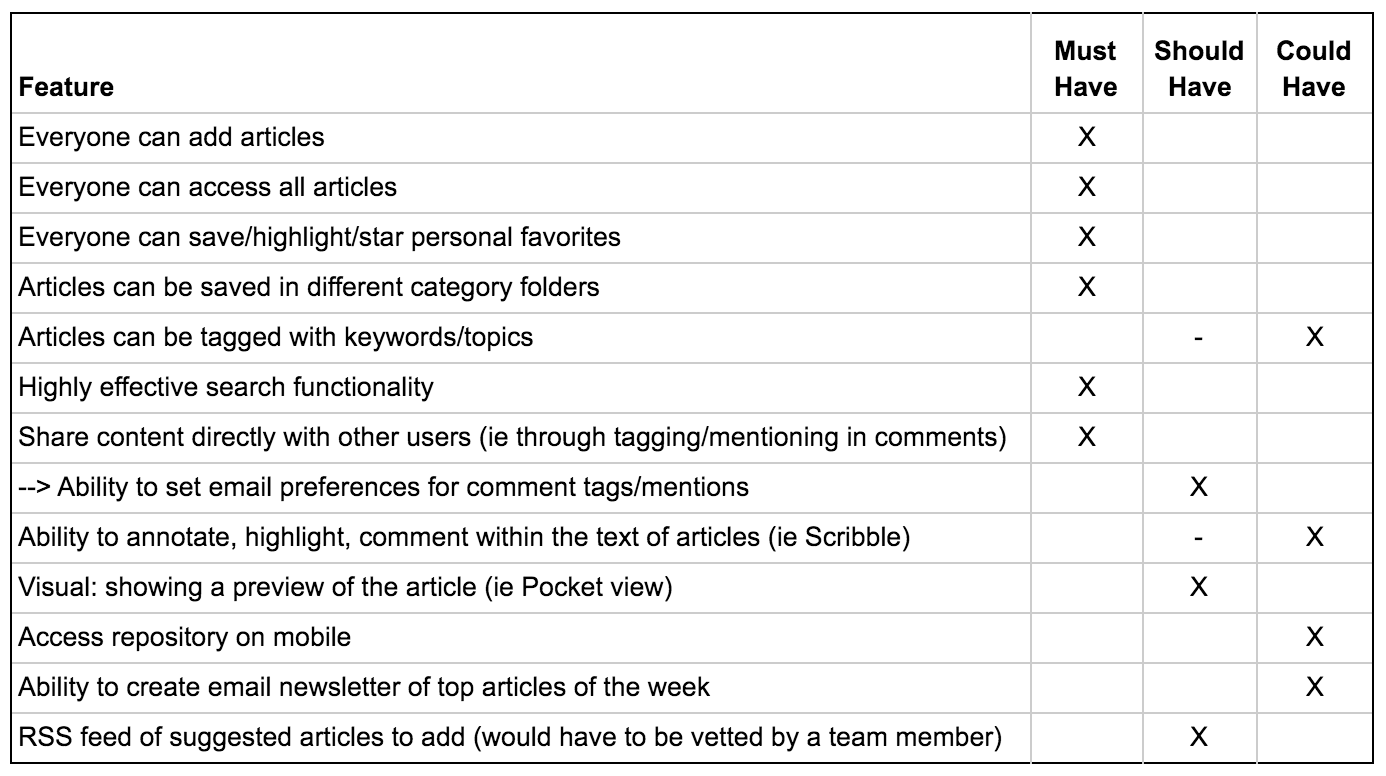 Feature Must Have Should Have Could Have
Everyone can add articles X
Everyone can access all articles X
Everyone can save/highlight/star personal favorites X
Articles can be saved in different category folders X
Articles can be tagged with keywords/topics - X
Highly effective search functionality X
Share content directly with other users (ie through tagging/mentioning in comments) X
--> Ability to set email preferences for comment tags/mentions X
Ability to annotate, highlight, comment within the text of articles (ie Scribble) - X
Visual: showing a preview of the article (ie Pocket view) X
Access repository on mobile X
Ability to create email newsletter of top articles of the week X
RSS feed of suggested articles to add (would have to be vetted by a team member) X